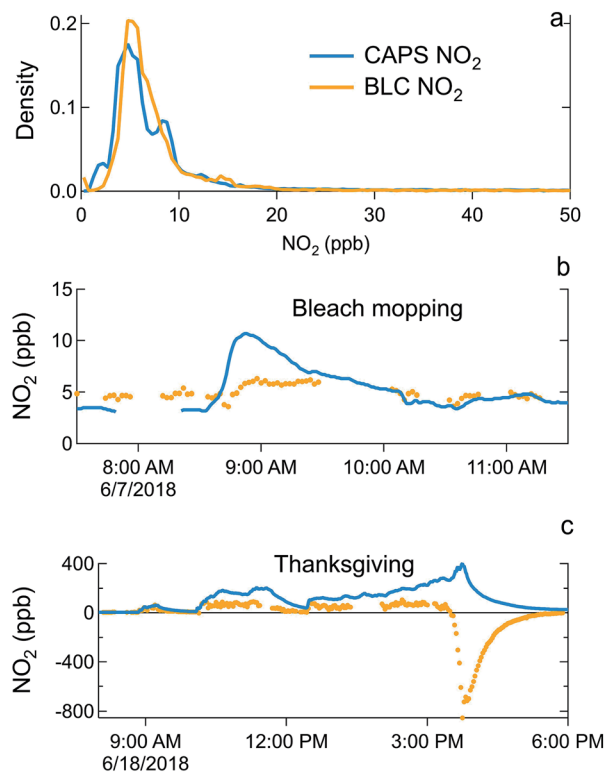 a
0.2
0.1
0.0
Density
CAPS NO₂
BLC NO₂
0 10 20 30 40 50
NO₂ (ppb)
b
15
10
5
0
NO₂ (ppb)
Bleach mopping
8:00 AM 9:00 AM 10:00 AM 11:00 AM
6/7/2018
c
400
0
-400
-800
NO₂ (ppb)
Thanksgiving
9:00 AM 12:00 PM 3:00 PM 6:00 PM
6/18/2018